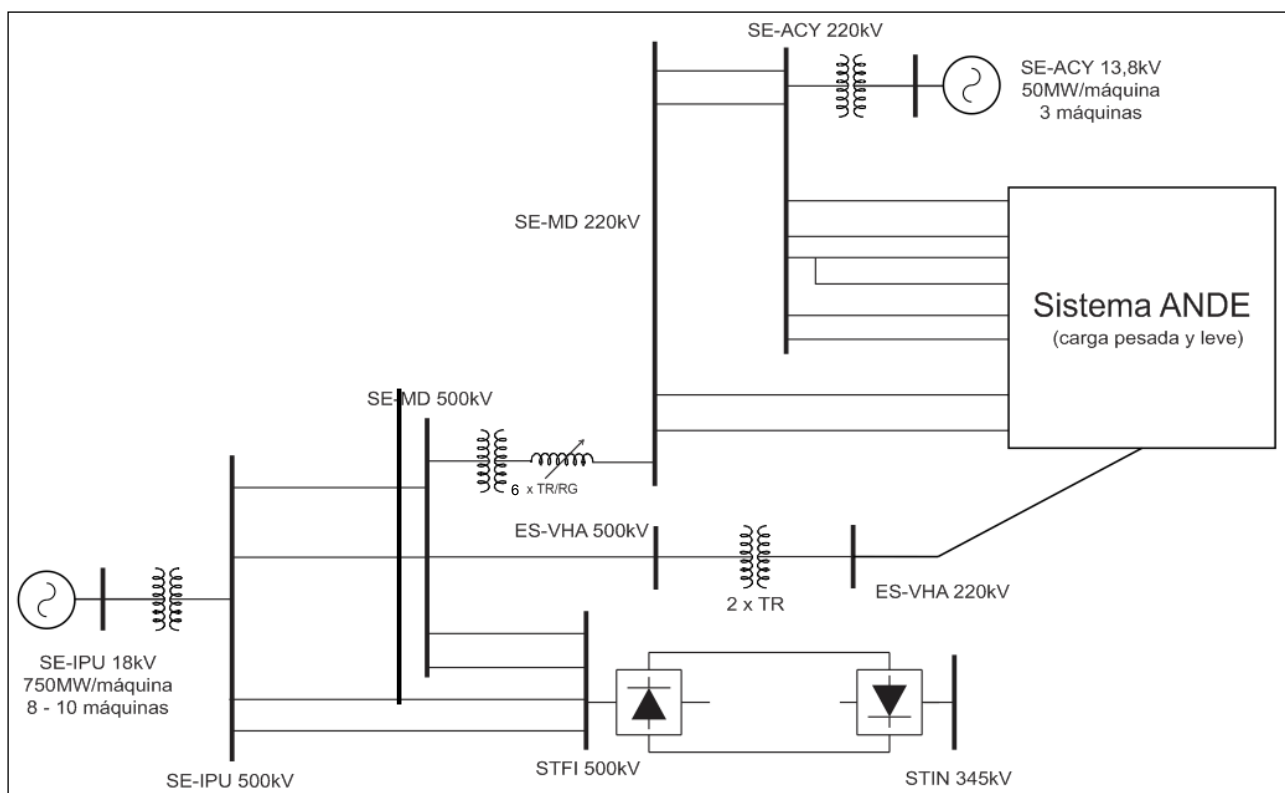 SE-ACY 220kV
SE-ACY 13,8kV
50MW/máquina
3 máquinas
SE-MD 220kV
Sistema ANDE
(carga pesada y leve)
SE-MD 500kV
6 x TR/RG
ES-VHA 500kV
2 x TR
ES-VHA 220kV
SE-IPU 18kV
750MW/máquina
8 - 10 máquinas
SE-IPU 500kV
STFI 500kV
STIN 345kV